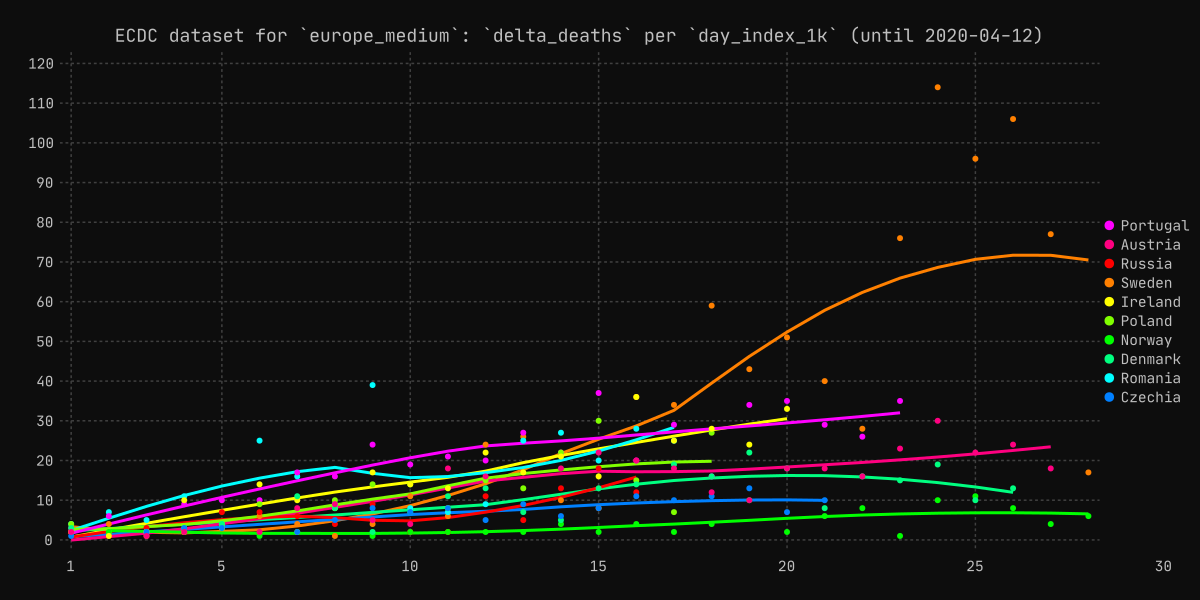 ECDC dataset for `europe_medium`: `delta_deaths` per `day_index_1k` (until 2020-04-12)
120
110
100
90
80
70
60
50
40
30
20
10
0
1 5 10 15 20 25 30
Portugal
Austria
Russia
Sweden
Ireland
Poland
Norway
Denmark
Romania
Czechia